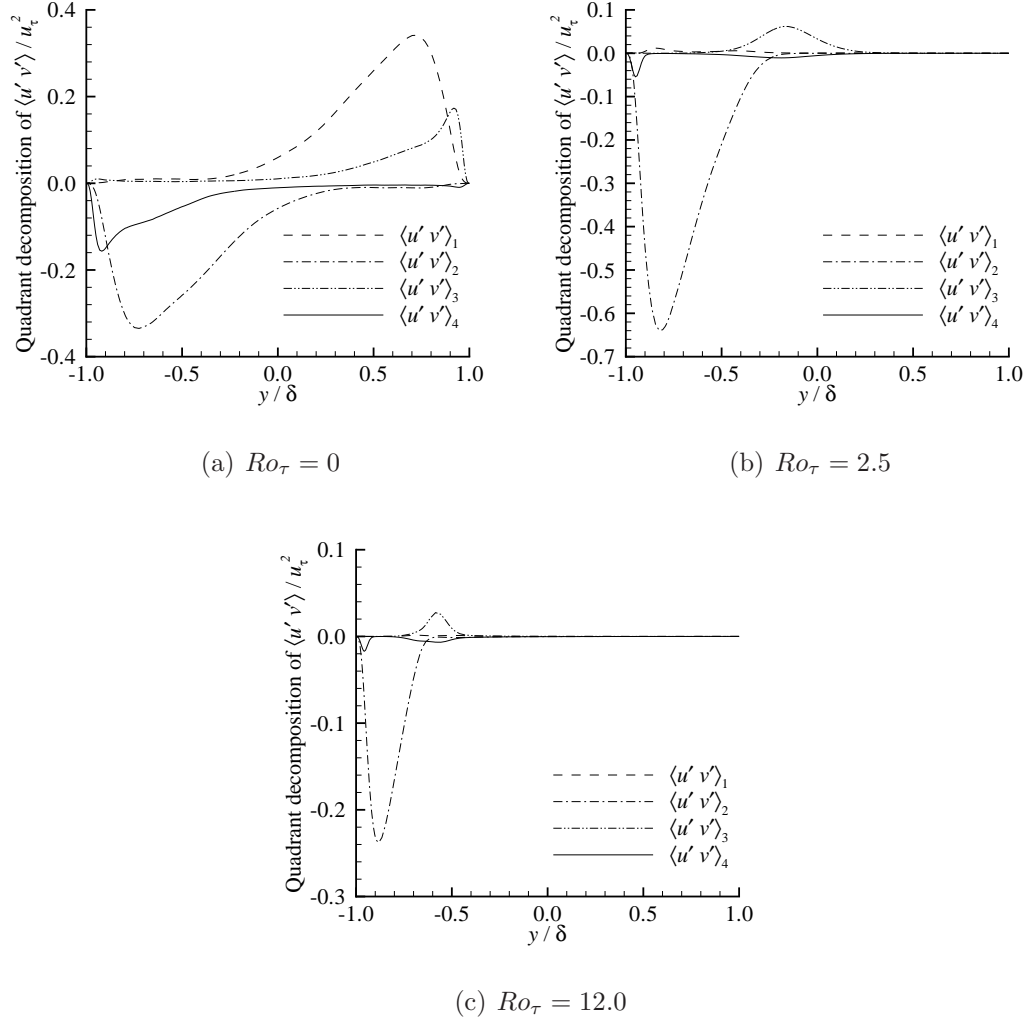 Quadrant decomposition of ⟨u′ v′⟩ / u_τ^2
0.4
0.2
0.0
-0.2
-0.4
-1.0 -0.5 0.0 0.5 1.0
y / δ
⟨u′ v′⟩_1
⟨u′ v′⟩_2
⟨u′ v′⟩_3
⟨u′ v′⟩_4
(a) Ro_τ = 0
Quadrant decomposition of ⟨u′ v′⟩ / u_τ^2
0.1
0.0
-0.1
-0.2
-0.3
-0.4
-0.5
-0.6
-0.7
-1.0 -0.5 0.0 0.5 1.0
y / δ
⟨u′ v′⟩_1
⟨u′ v′⟩_2
⟨u′ v′⟩_3
⟨u′ v′⟩_4
(b) Ro_τ = 2.5
Quadrant decomposition of ⟨u′ v′⟩ / u_τ^2
0.1
0.0
-0.1
-0.2
-0.3
-1.0 -0.5 0.0 0.5 1.0
y / δ
⟨u′ v′⟩_1
⟨u′ v′⟩_2
⟨u′ v′⟩_3
⟨u′ v′⟩_4
(c) Ro_τ = 12.0